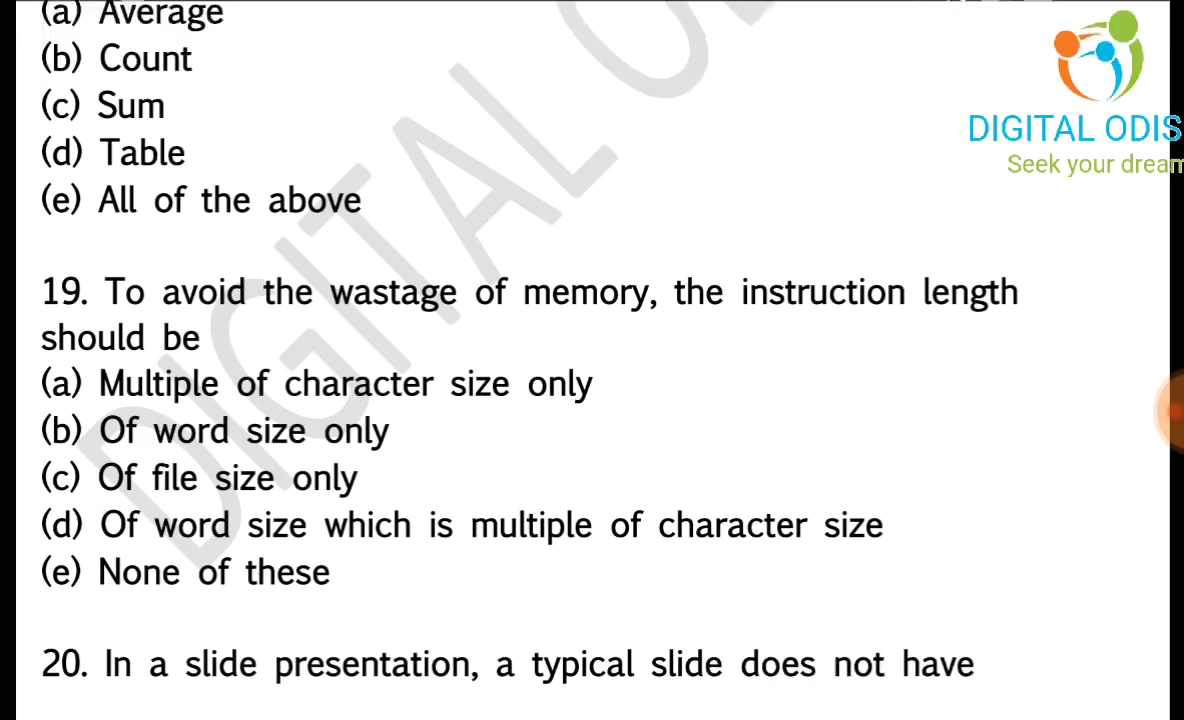 (a) Average
(b) Count
(c) Sum
(d) Table
(e) All of the above
DIGITAL ODIS
Seek your dream
19. To avoid the wastage of memory, the instruction length
should be
(a) Multiple of character size only
(b) Of word size only
(c) Of file size only
(d) Of word size which is multiple of character size
(e) None of these
20. In a slide presentation, a typical slide does not have
DIGITAL O